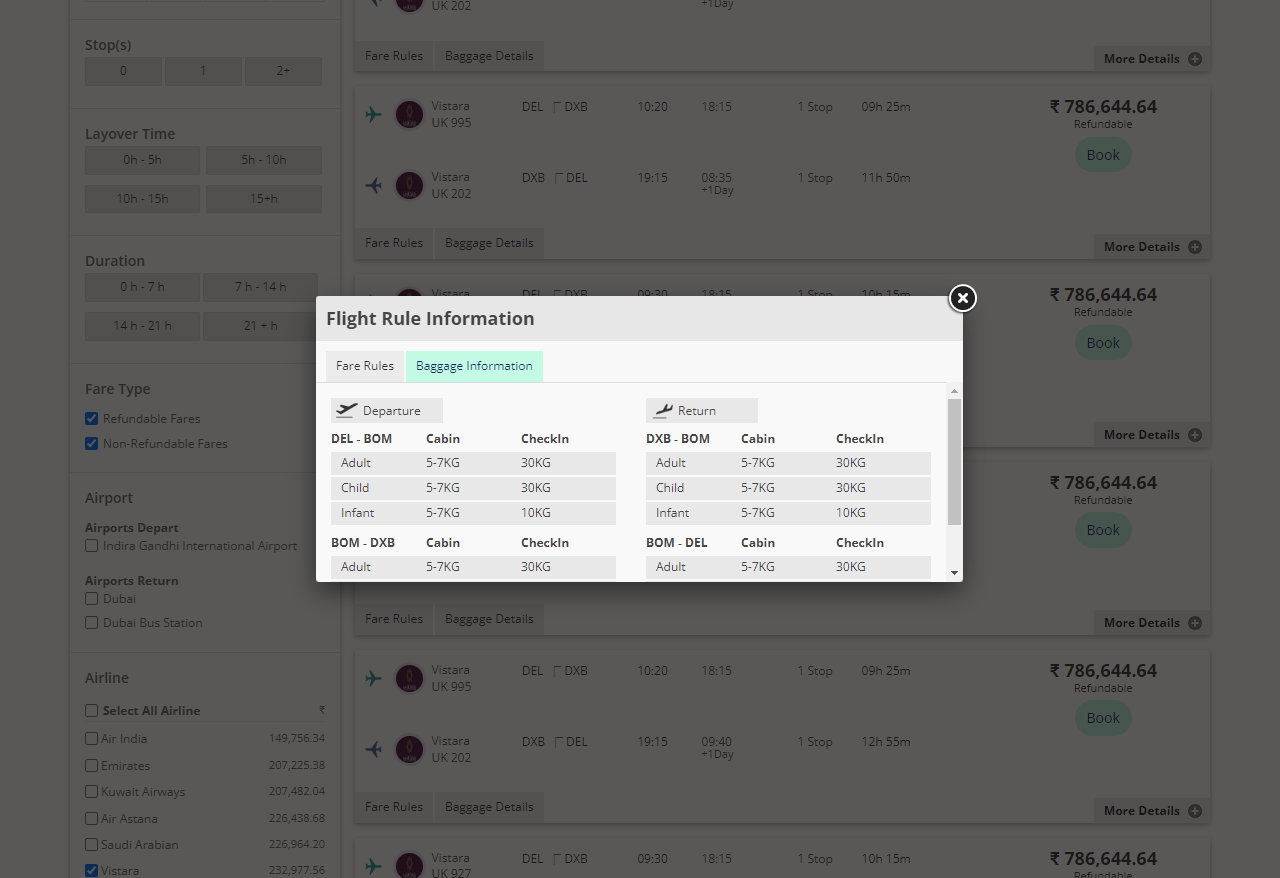 Stop(s)
0 1 2+
Layover Time
0h - 5h 5h - 10h
10h - 15h 15+h
Duration
0 h - 7 h 7 h - 14 h
14 h - 21 h 21 + h
Fare Type
Refundable Fares
Non-Refundable Fares
Airport
Airports Depart
Indira Gandhi International Airport
Airports Return
Dubai
Dubai Bus Station
Airline
Select All Airline ₹
Air India 149,756.34
Emirates 207,225.38
Kuwait Airways 207,482.04
Air Astana 226,438.68
Saudi Arabian 226,964.20
Vistara 232,977.56
UK 202 +1Day
Fare Rules Baggage Details More Details
Vistara DEL DXB 10:20 18:15 1 Stop 09h 25m ₹ 786,644.64
UK 995 Refundable
Book
Vistara DXB DEL 19:15 08:35 1 Stop 11h 50m
UK 202 +1Day
Fare Rules Baggage Details More Details
Vistara DEL DXB 09:30 18:15 1 Stop 10h 15m ₹ 786,644.64
Refundable
Book
More Details
Flight Rule Information
Fare Rules Baggage Information
Departure
DEL - BOM Cabin CheckIn
Adult 5-7KG 30KG
Child 5-7KG 30KG
Infant 5-7KG 10KG
BOM - DXB Cabin CheckIn
Adult 5-7KG 30KG
Return
DXB - BOM Cabin CheckIn
Adult 5-7KG 30KG
Child 5-7KG 30KG
Infant 5-7KG 10KG
BOM - DEL Cabin CheckIn
Adult 5-7KG 30KG
₹ 786,644.64
Refundable
Book
Fare Rules Baggage Details More Details
Vistara DEL DXB 10:20 18:15 1 Stop 09h 25m ₹ 786,644.64
UK 995 Refundable
Book
Vistara DXB DEL 19:15 09:40 1 Stop 12h 55m
UK 202 +1Day
Fare Rules Baggage Details More Details
Vistara DEL DXB 09:30 18:15 1 Stop 10h 15m ₹ 786,644.64
UK 927 Refundable